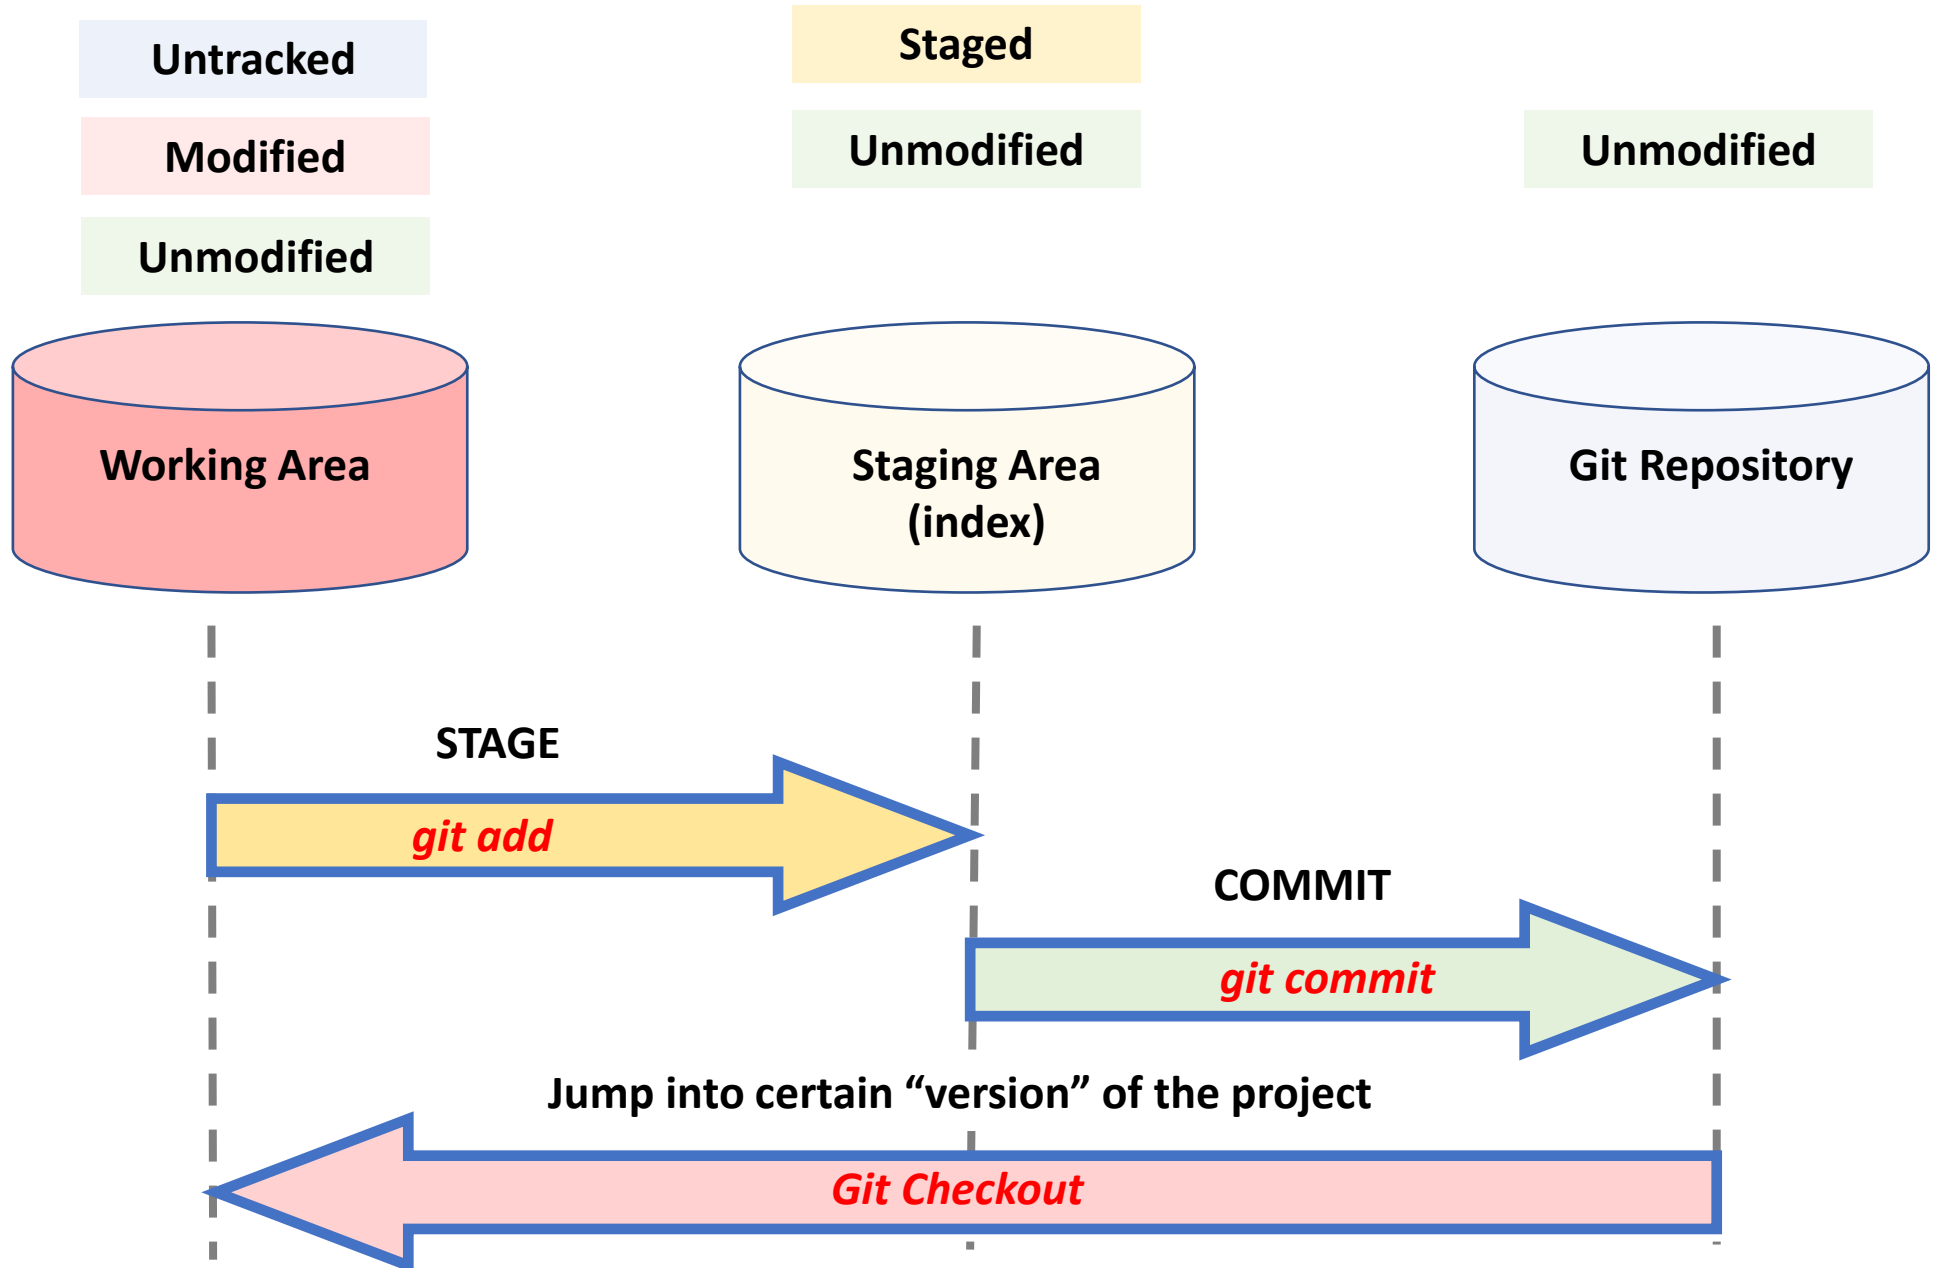 Untracked
Modified
Unmodified
Staged
Unmodified
Unmodified
Working Area
Staging Area
(index)
Git Repository
STAGE
git add
COMMIT
git commit
Jump into certain “version” of the project
Git Checkout